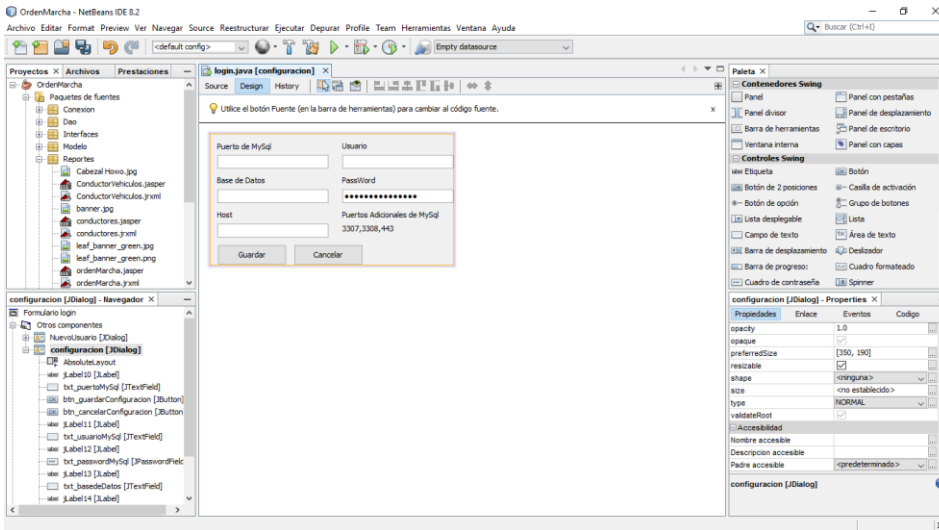 OrdenMarcha - NetBeans IDE 8.2
Archivo Editar Format Preview Ver Navegar Source Reestructurar Ejecutar Depurar Profile Team Herramientas Ventana Ayuda
Buscar (Ctrl+I)
<default config>
Empty datasource
Proyectos Archivos Prestaciones
OrdenMarcha
Paquetes de fuentes
Conexion
Dao
Interfaces
Modelo
Reportes
Cabezal Howo.jpg
ConductorVehiculos.jasper
ConductorVehiculos.jrxml
banner.jpg
conductores.jasper
conductores.jrxml
leaf_banner_green.jpg
leaf_banner_green.png
ordenMarcha.jasper
ordenMarcha.jrxml
configuracion [JDialog] - Navegador
Formulario login
Otros componentes
NuevoUsuario [JDialog]
configuracion [JDialog]
AbsoluteLayout
label jLabel10 [JLabel]
txt_puertoMySql [JTextField]
btn_guardarConfiguracion [JButton]
btn_cancelarConfiguracion [JButton
label jLabel11 [JLabel]
txt_usuarioMySql [JTextField]
label jLabel12 [JLabel]
txt_passwordMySql [JPasswordFielc
label jLabel13 [JLabel]
txt_basedeDatos [JTextField]
label jLabel14 [JLabel]
login.java [configuracion]
Source Design History
Utilice el botón Fuente (en la barra de herramientas) para cambiar al código fuente.
Puerto de MySql Usuario
Base de Datos PassWord
Host Puertos Adicionales de MySql
3307,3308,443
Guardar Cancelar
Paleta
Contenedores Swing
Panel Panel con pestañas
Panel divisor Panel de desplazamiento
Barra de herramientas Panel de escritorio
Ventana interna Panel con capas
Controles Swing
label Etiqueta OK Botón
Botón de 2 posiciones Casilla de activación
Botón de opción Grupo de botones
Lista desplegable Lista
Campo de texto Área de texto
Barra de desplazamiento Deslizador
Barra de progreso: Cuadro formateado
Cuadro de contraseña Spinner
configuracion [JDialog] - Properties
Propiedades Enlace Eventos Codigo
opacity 1.0
opaque
preferredSize [350, 190]
resizable
shape <ninguna>
size <no establecido>
type NORMAL
validateRoot
Accesibilidad
Nombre accesible
Descripcion accesible
Padre accesible <predeterminado>
configuracion [JDialog]